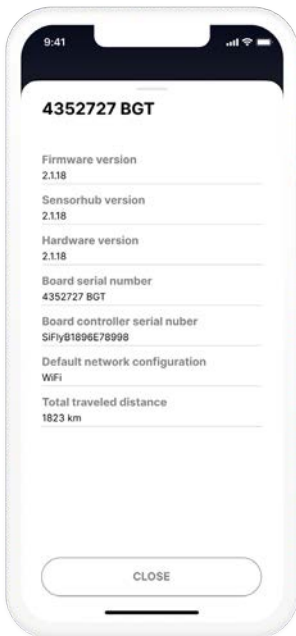 9:41
4352727 BGT
Firmware version
2.1.18
Sensorhub version
2.1.18
Hardware version
2.1.18
Board serial number
4352727 BGT
Board controller serial nuber
SiFlyB1896E78998
Default network configuration
WiFi
Total traveled distance
1823 km
CLOSE